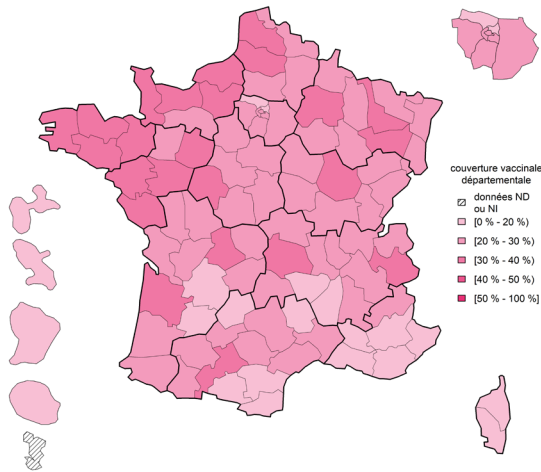 couverture vaccinale
départementale
données ND
ou NI
[0 % - 20 %)
[20 % - 30 %)
[30 % - 40 %)
[40 % - 50 %)
[50 % - 100 %]